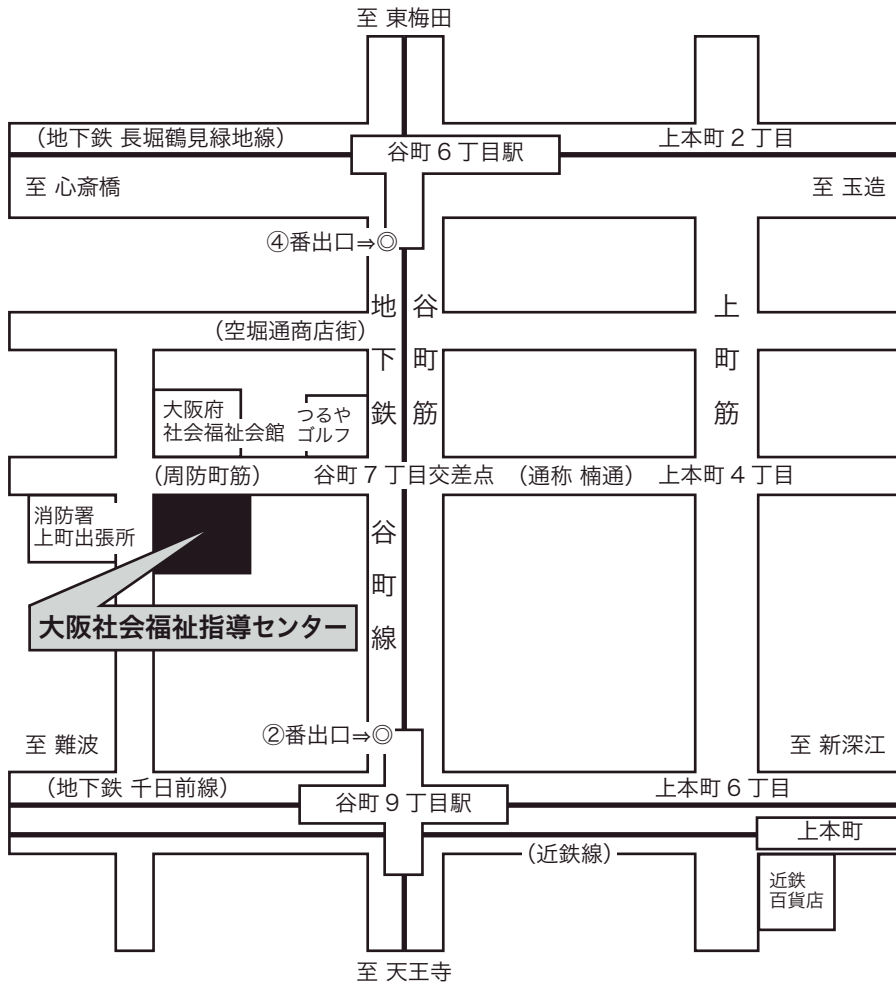 至 東梅田
（地下鉄 長堀鶴見緑地線）
谷町６丁目駅
上本町２丁目
至 心斎橋
至 玉造
④番出口⇒◎
地下鉄
谷町筋
上町筋
（空堀通商店街）
大阪府
社会福祉会館
つるや
ゴルフ
（周防町筋）
谷町７丁目交差点
（通称 楠通）
上本町４丁目
消防署
上町出張所
谷町線
大阪社会福祉指導センター
②番出口⇒◎
至 難波
至 新深江
（地下鉄 千日前線）
谷町９丁目駅
上本町６丁目
上本町
（近鉄線）
近鉄
百貨店
至 天王寺